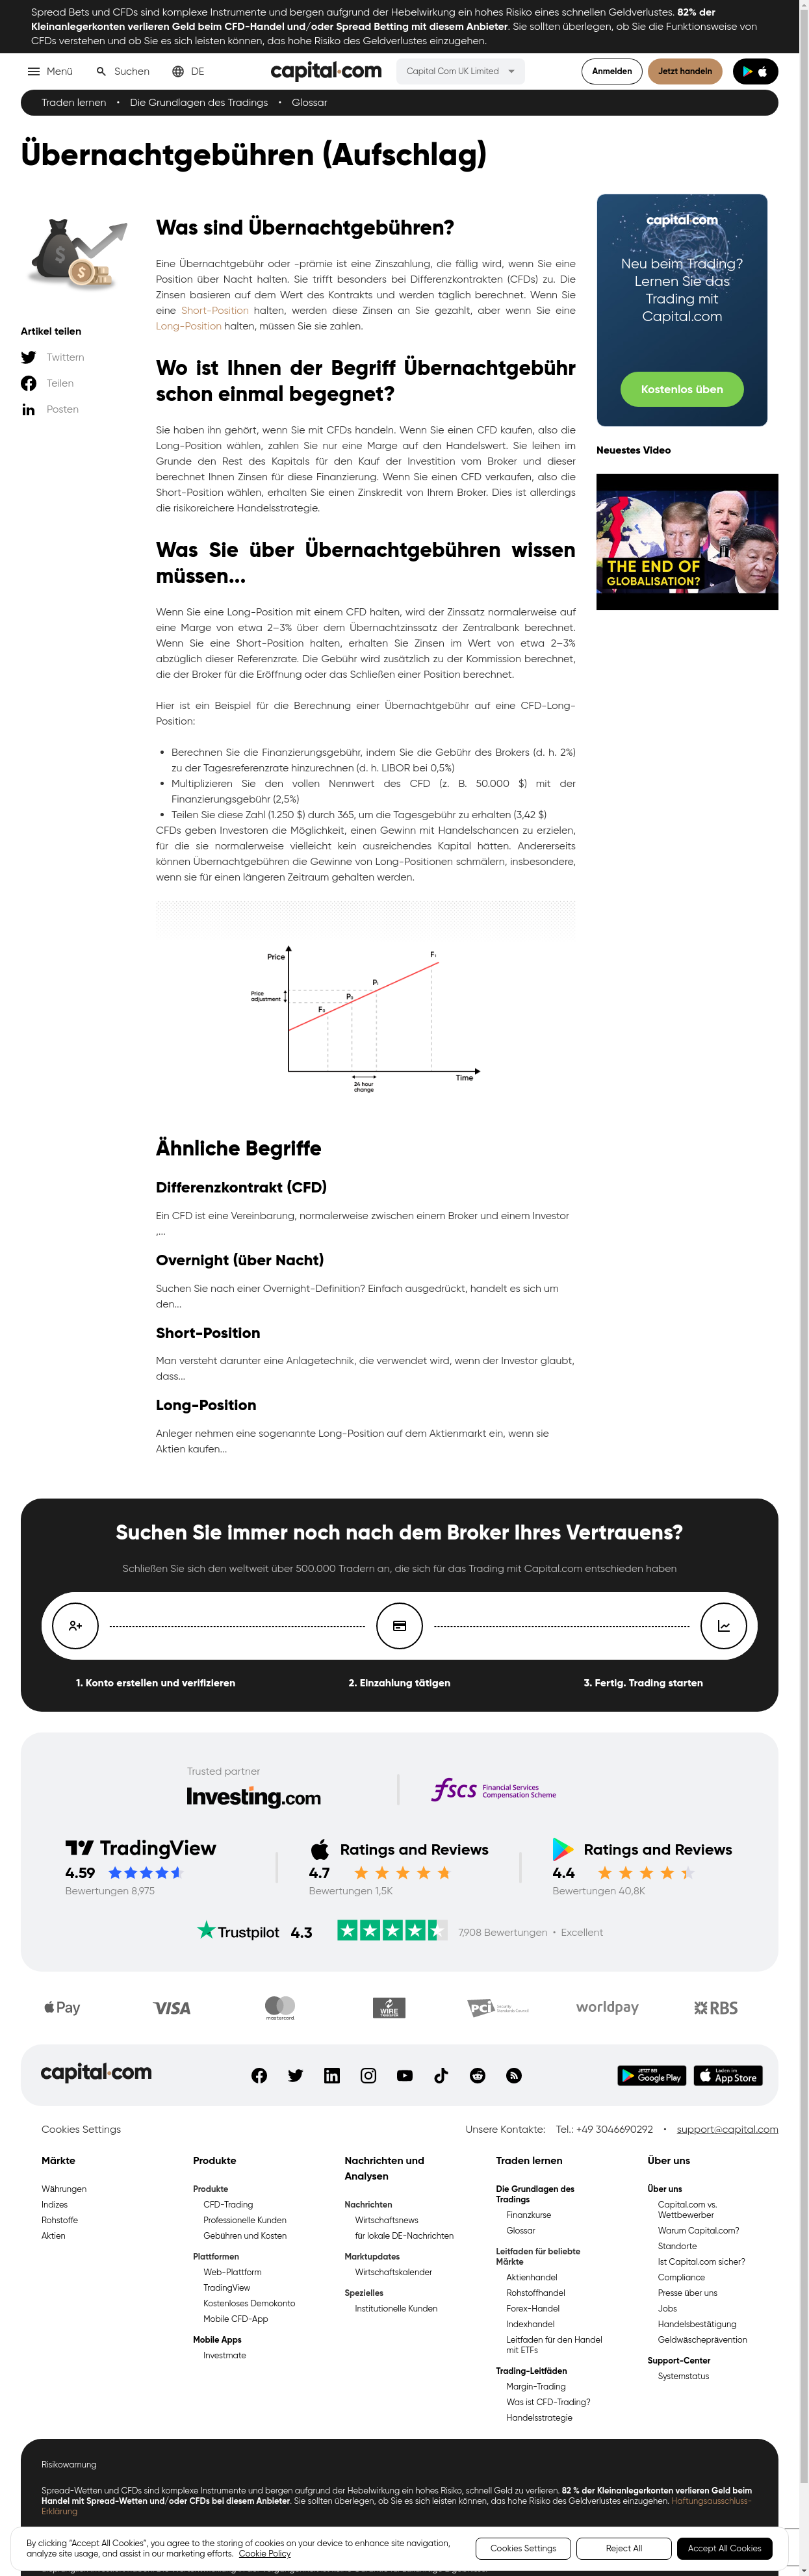 Spread Bets und CFDs sind komplexe Instrumente und bergen aufgrund der Hebelwirkung ein hohes Risiko eines schnellen Geldverlustes. 82% der
Kleinanlegerkonten verlieren Geld beim CFD-Handel und/oder Spread Betting mit diesem Anbieter. Sie sollten überlegen, ob Sie die Funktionsweise von
CFDs verstehen und ob Sie es sich leisten können, das hohe Risiko des Geldverlustes einzugehen.
Menü Suchen DE capital.com Capital Com UK Limited Anmelden Jetzt handeln
Traden lernen • Die Grundlagen des Tradings • Glossar
Übernachtgebühren (Aufschlag)
Artikel teilen
Twittern
Teilen
Posten
Was sind Übernachtgebühren?
Eine Übernachtgebühr oder -prämie ist eine Zinszahlung, die fällig wird, wenn Sie eine
Position über Nacht halten. Sie trifft besonders bei Differenzkontrakten (CFDs) zu. Die
Zinsen basieren auf dem Wert des Kontrakts und werden täglich berechnet. Wenn Sie
eine Short-Position halten, werden diese Zinsen an Sie gezahlt, aber wenn Sie eine
Long-Position halten, müssen Sie sie zahlen.
Wo ist Ihnen der Begriff Übernachtgebühr
schon einmal begegnet?
Sie haben ihn gehört, wenn Sie mit CFDs handeln. Wenn Sie einen CFD kaufen, also die
Long-Position wählen, zahlen Sie nur eine Marge auf den Handelswert. Sie leihen im
Grunde den Rest des Kapitals für den Kauf der Investition vom Broker und dieser
berechnet Ihnen Zinsen für diese Finanzierung. Wenn Sie einen CFD verkaufen, also die
Short-Position wählen, erhalten Sie einen Zinskredit von Ihrem Broker. Dies ist allerdings
die risikoreichere Handelsstrategie.
Was Sie über Übernachtgebühren wissen
müssen...
Wenn Sie eine Long-Position mit einem CFD halten, wird der Zinssatz normalerweise auf
eine Marge von etwa 2–3% über dem Übernachtzinssatz der Zentralbank berechnet.
Wenn Sie eine Short-Position halten, erhalten Sie Zinsen im Wert von etwa 2–3%
abzüglich dieser Referenzrate. Die Gebühr wird zusätzlich zu der Kommission berechnet,
die der Broker für die Eröffnung oder das Schließen einer Position berechnet.
Hier ist ein Beispiel für die Berechnung einer Übernachtgebühr auf eine CFD-Long-
Position:
• Berechnen Sie die Finanzierungsgebühr, indem Sie die Gebühr des Brokers (d. h. 2%)
zu der Tagesreferenzrate hinzurechnen (d. h. LIBOR bei 0,5%)
• Multiplizieren Sie den vollen Nennwert des CFD (z. B. 50.000 $) mit der
Finanzierungsgebühr (2,5%)
• Teilen Sie diese Zahl (1.250 $) durch 365, um die Tagesgebühr zu erhalten (3,42 $)
CFDs geben Investoren die Möglichkeit, einen Gewinn mit Handelschancen zu erzielen,
für die sie normalerweise vielleicht kein ausreichendes Kapital hätten. Andererseits
können Übernachtgebühren die Gewinne von Long-Positionen schmälern, insbesondere,
wenn sie für einen längeren Zeitraum gehalten werden.
Price
Price
adjustment
Time
24 hour
change
Ähnliche Begriffe
Differenzkontrakt (CFD)
Ein CFD ist eine Vereinbarung, normalerweise zwischen einem Broker und einem Investor
,...
Overnight (über Nacht)
Suchen Sie nach einer Overnight-Definition? Einfach ausgedrückt, handelt es sich um
den...
Short-Position
Man versteht darunter eine Anlagetechnik, die verwendet wird, wenn der Investor glaubt,
dass...
Long-Position
Anleger nehmen eine sogenannte Long-Position auf dem Aktienmarkt ein, wenn sie
Aktien kaufen...
capital.com
Neu beim Trading?
Lernen Sie das
Trading mit
Capital.com
Kostenlos üben
Neuestes Video
THE END OF
GLOBALISATION?
Suchen Sie immer noch nach dem Broker Ihres Vertrauens?
Schließen Sie sich den weltweit über 500.000 Tradern an, die sich für das Trading mit Capital.com entschieden haben
1. Konto erstellen und verifizieren 2. Einzahlung tätigen 3. Fertig. Trading starten
Trusted partner
Investing.com
fscs Financial Services
Compensation Scheme
TradingView
4.59
Bewertungen 8,975
Ratings and Reviews
4.7
Bewertungen 1,5K
Ratings and Reviews
4.4
Bewertungen 40,8K
Trustpilot 4.3 7,908 Bewertungen • Excellent
Pay VISA mastercard WIRE TRANSFER PCI Security Standards Council worldpay RBS
capital.com JETZT BEI Google Play Laden im App Store
Cookies Settings Unsere Kontakte: Tel.: +49 3046690292 • support@capital.com
Märkte
Währungen
Indizes
Rohstoffe
Aktien
Produkte
Produkte
CFD-Trading
Professionelle Kunden
Gebühren und Kosten
Plattformen
Web-Plattform
TradingView
Kostenloses Demokonto
Mobile CFD-App
Mobile Apps
Investmate
Nachrichten und
Analysen
Nachrichten
Wirtschaftsnews
für lokale DE-Nachrichten
Marktupdates
Wirtschaftskalender
Spezielles
Institutionelle Kunden
Traden lernen
Die Grundlagen des
Tradings
Finanzkurse
Glossar
Leitfaden für beliebte
Märkte
Aktienhandel
Rohstoffhandel
Forex-Handel
Indexhandel
Leitfaden für den Handel
mit ETFs
Trading-Leitfäden
Margin-Trading
Was ist CFD-Trading?
Handelsstrategie
Über uns
Über uns
Capital.com vs.
Wettbewerber
Warum Capital.com?
Standorte
Ist Capital.com sicher?
Compliance
Presse über uns
Jobs
Handelsbestätigung
Geldwäscheprävention
Support-Center
Systemstatus
Risikowarnung
Spread-Wetten und CFDs sind komplexe Instrumente und bergen aufgrund der Hebelwirkung ein hohes Risiko, schnell Geld zu verlieren. 82 % der Kleinanlegerkonten verlieren Geld beim
Handel mit Spread-Wetten und/oder CFDs bei diesem Anbieter. Sie sollten überlegen, ob Sie es sich leisten können, das hohe Risiko des Geldverlustes einzugehen. Haftungsausschluss-
Erklärung
By clicking "Accept All Cookies", you agree to the storing of cookies on your device to enhance site navigation,
analyze site usage, and assist in our marketing efforts. Cookie Policy
Cookies Settings Reject All Accept All Cookies